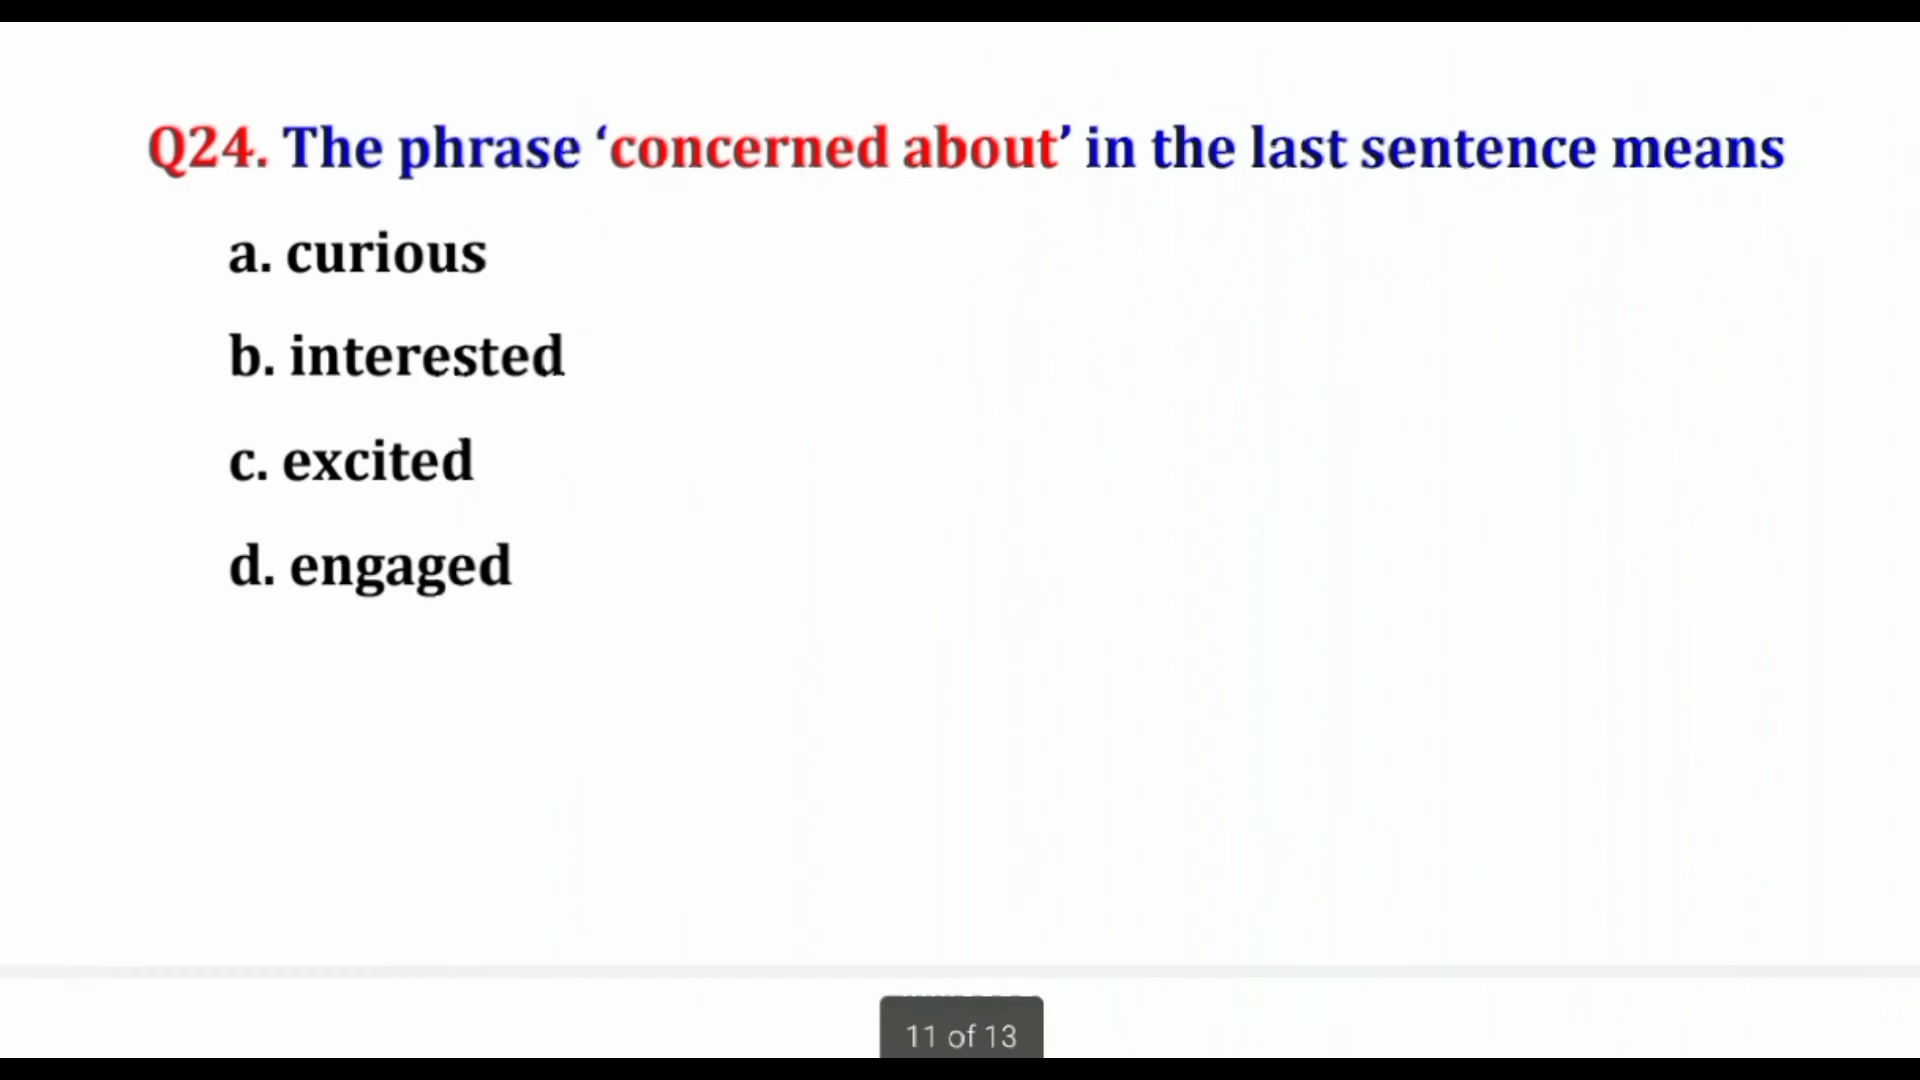 Q24. The phrase ‘concerned about’ in the last sentence means
a. curious
b. interested
c. excited
d. engaged
11 of 13